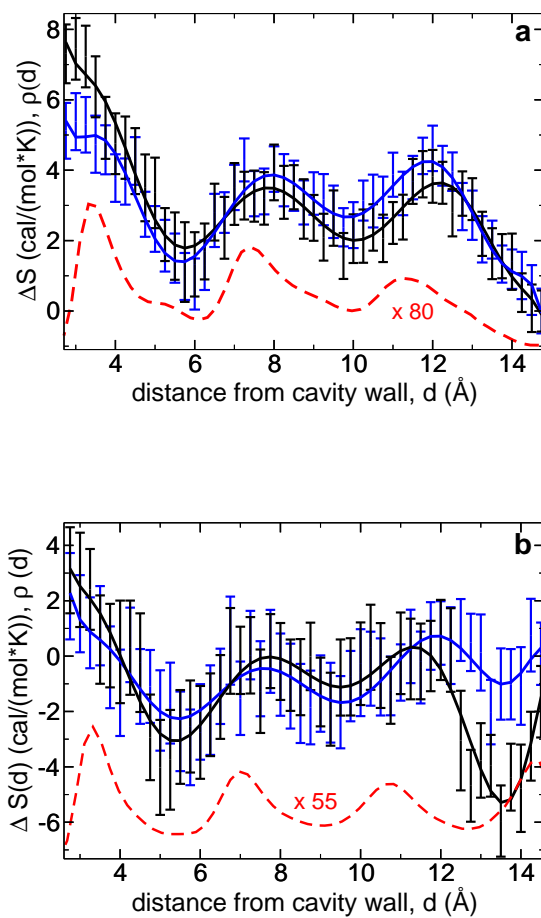 a
8
6
4
2
0
ΔS (cal/(mol*K)), ρ(d)
x 80
4 6 8 10 12 14
distance from cavity wall, d (Å)
b
4
2
0
-2
-4
-6
Δ S(d) (cal/(mol*K)), ρ (d)
x 55
4 6 8 10 12 14
distance from cavity wall, d (Å)